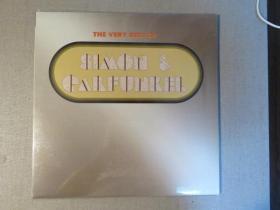 THE VERY BEST OF
SIMON &
GARFUNKEL